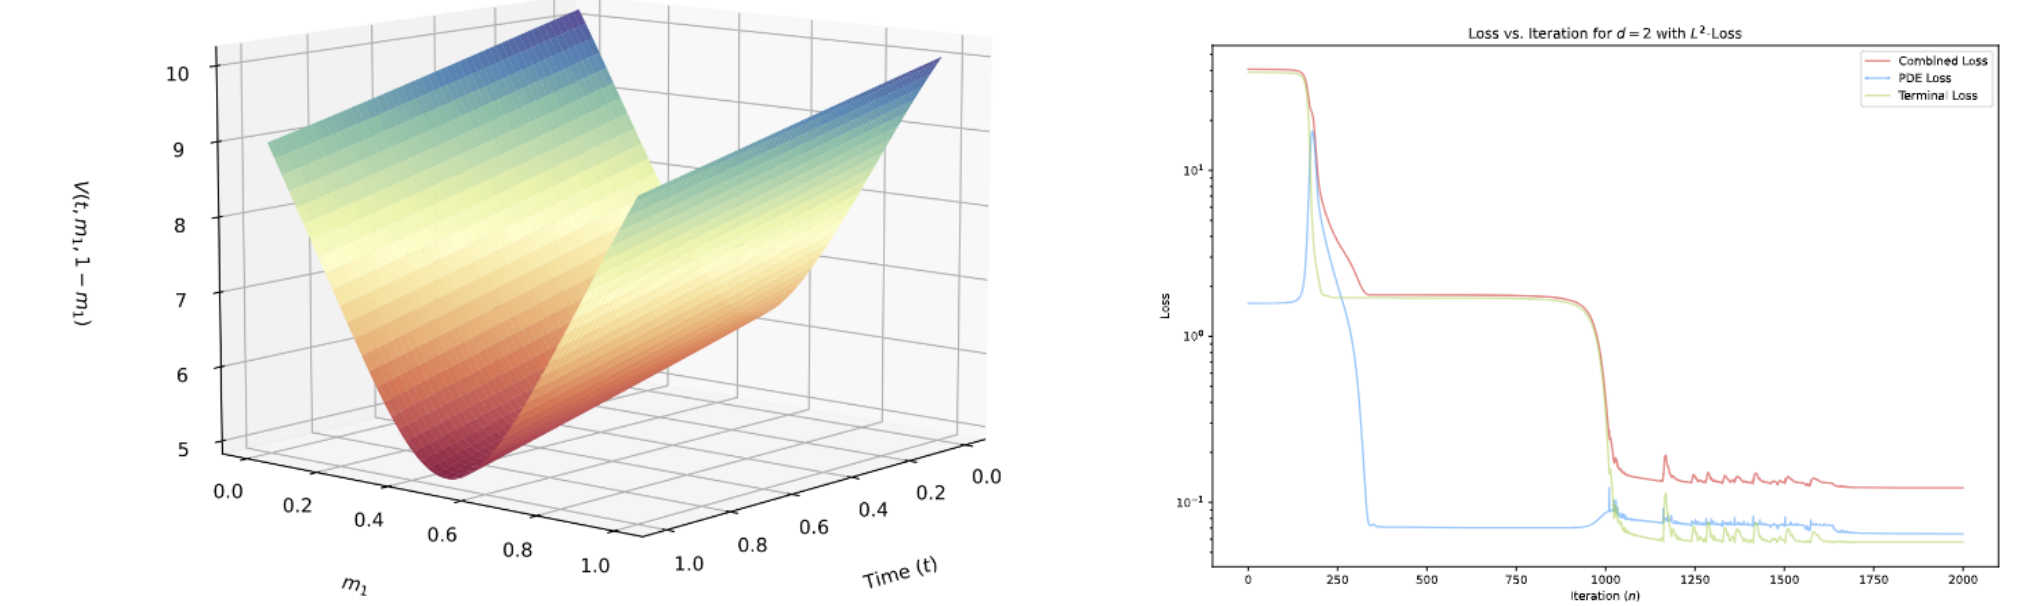 10
9
8
7
6
5
V(t, m₁, 1 − m₁)
0.0
0.2
0.4
0.6
0.8
1.0
m₁
1.0
0.8
0.6
0.4
0.2
0.0
Time (t)
Loss vs. Iteration for d = 2 with L²-Loss
Combined Loss
PDE Loss
Terminal Loss
10¹
10⁰
10⁻¹
Loss
0 250 500 750 1000 1250 1500 1750 2000
Iteration (n)